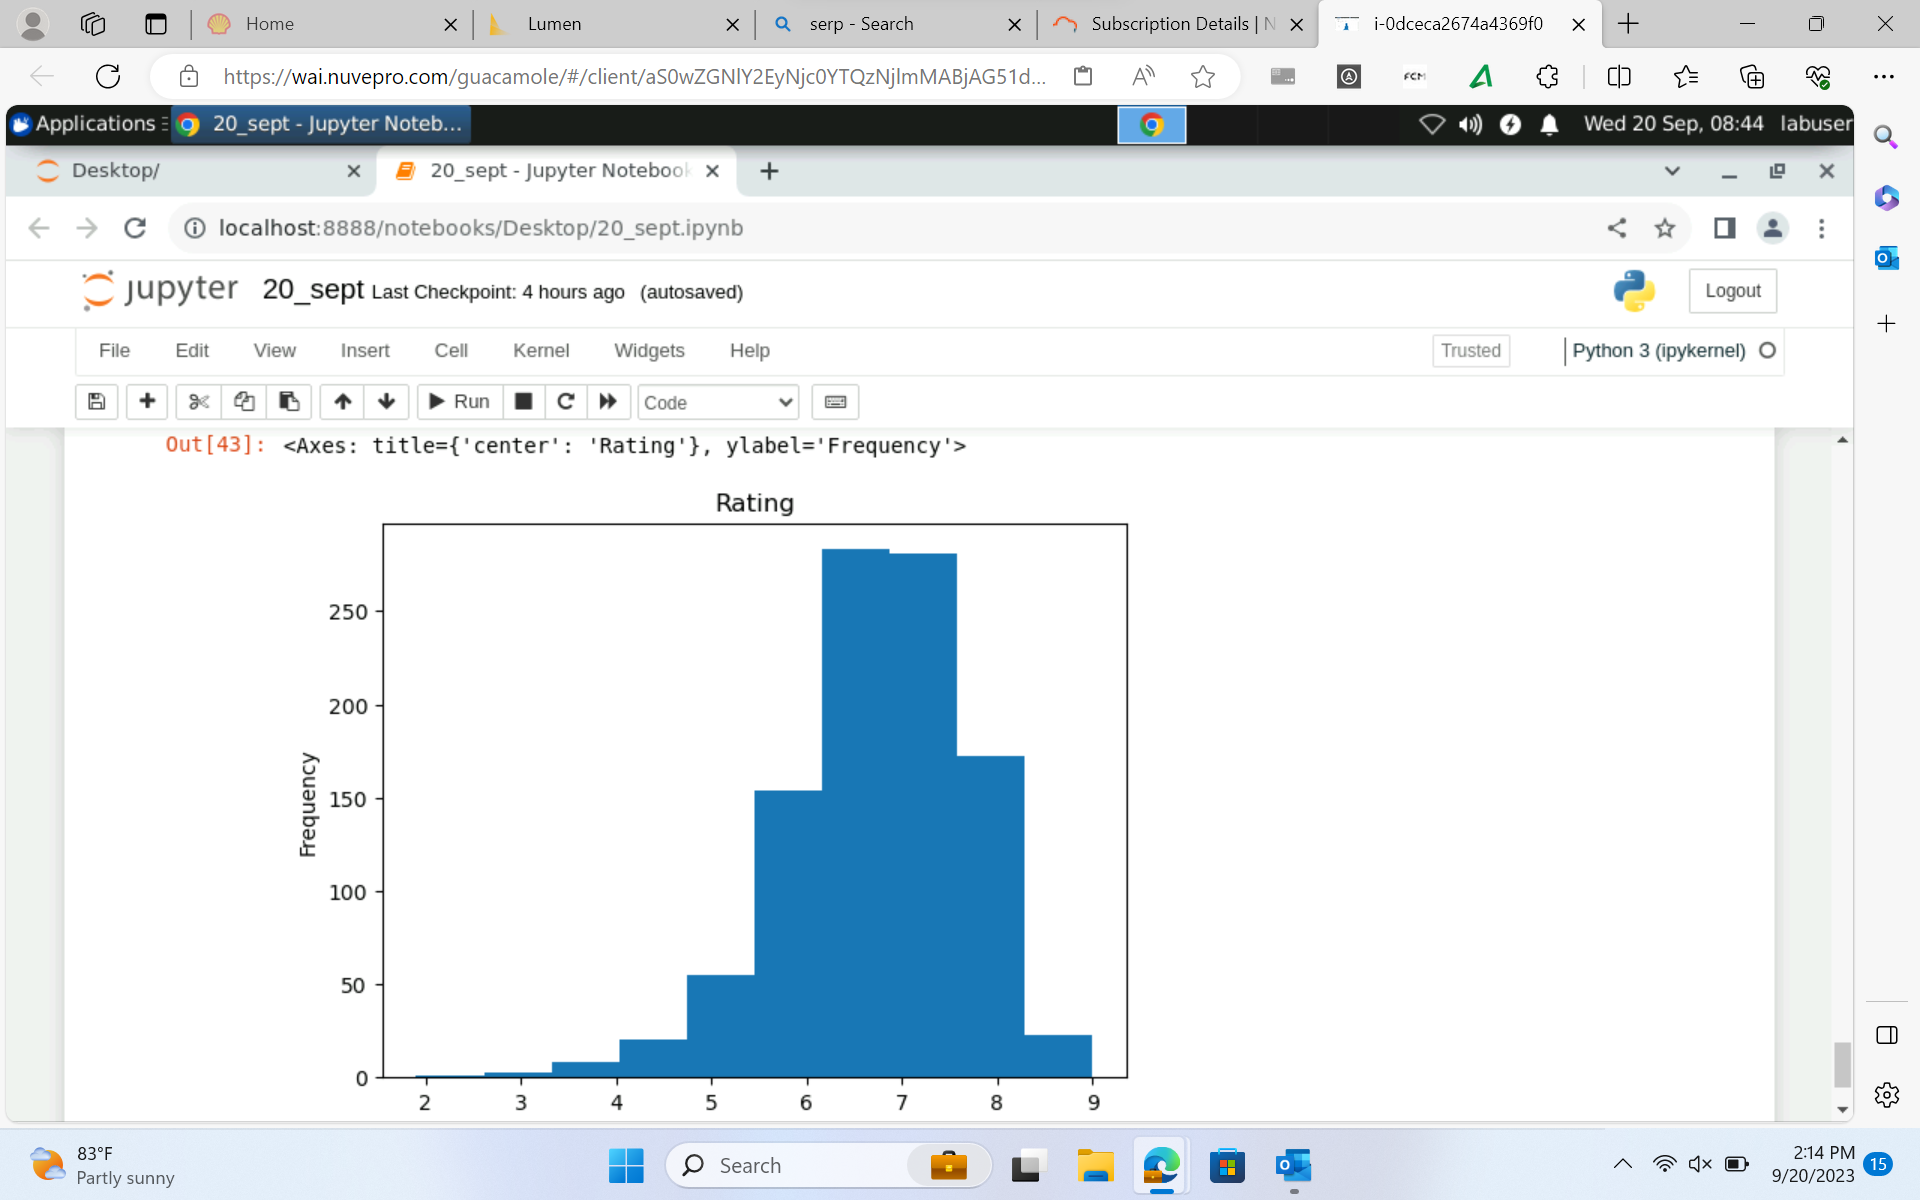 Home
Lumen
serp - Search
Subscription Details | N
i-0dceca2674a4369f0
https://wai.nuvepro.com/guacamole/#/client/aS0wZGNlY2EyNjc0YTQzNjlmMABjAG51d...
FCM
Applications
20_sept - Jupyter Noteb...
Wed 20 Sep, 08:44 labuser
Desktop/
20_sept - Jupyter Notebook
localhost:8888/notebooks/Desktop/20_sept.ipynb
jupyter 20_sept Last Checkpoint: 4 hours ago (autosaved)
Logout
File Edit View Insert Cell Kernel Widgets Help
Trusted
Python 3 (ipykernel)
Run
Code
Out[43]: <Axes: title={'center': 'Rating'}, ylabel='Frequency'>
Rating
250
200
150
100
50
0
Frequency
2 3 4 5 6 7 8 9
83°F
Partly sunny
Search
2:14 PM
9/20/2023
15